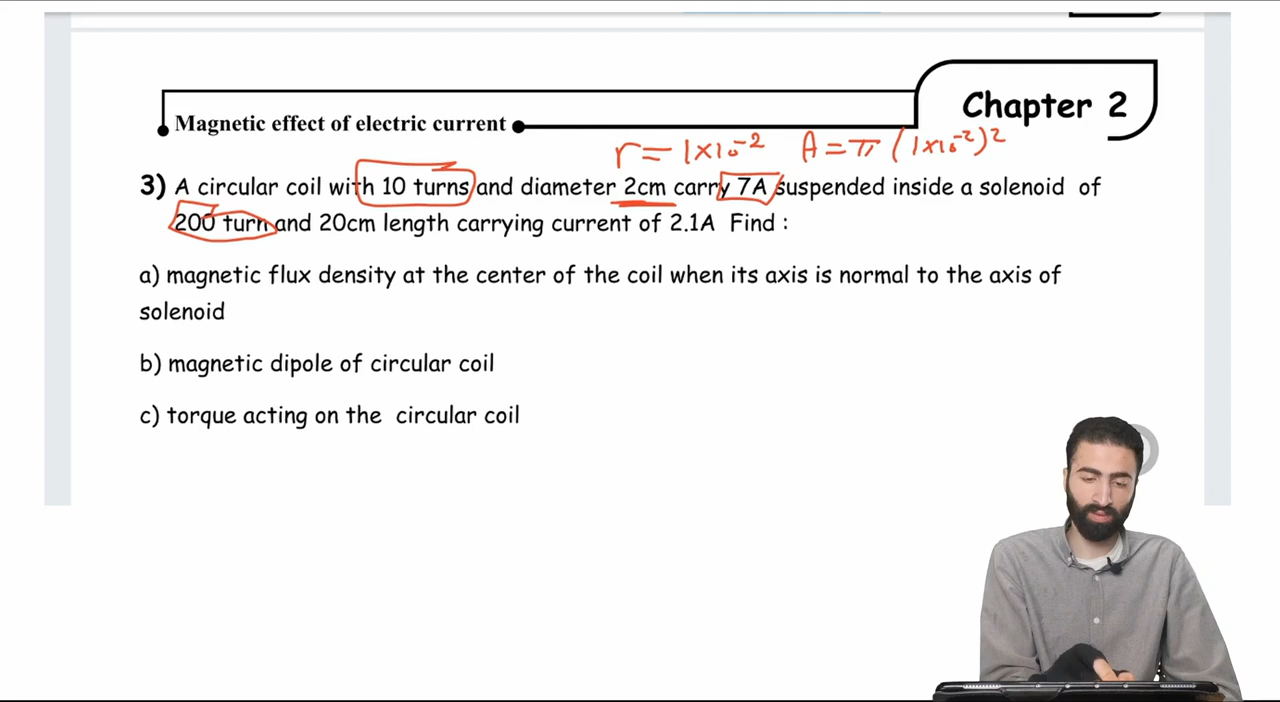 Chapter 2
Magnetic effect of electric current
r = 1×10⁻² A = π (1×10⁻²)²
3) A circular coil with 10 turns and diameter 2cm carry 7A suspended inside a solenoid of
200 turn and 20cm length carrying current of 2.1A Find :
a) magnetic flux density at the center of the coil when its axis is normal to the axis of
solenoid
b) magnetic dipole of circular coil
c) torque acting on the circular coil